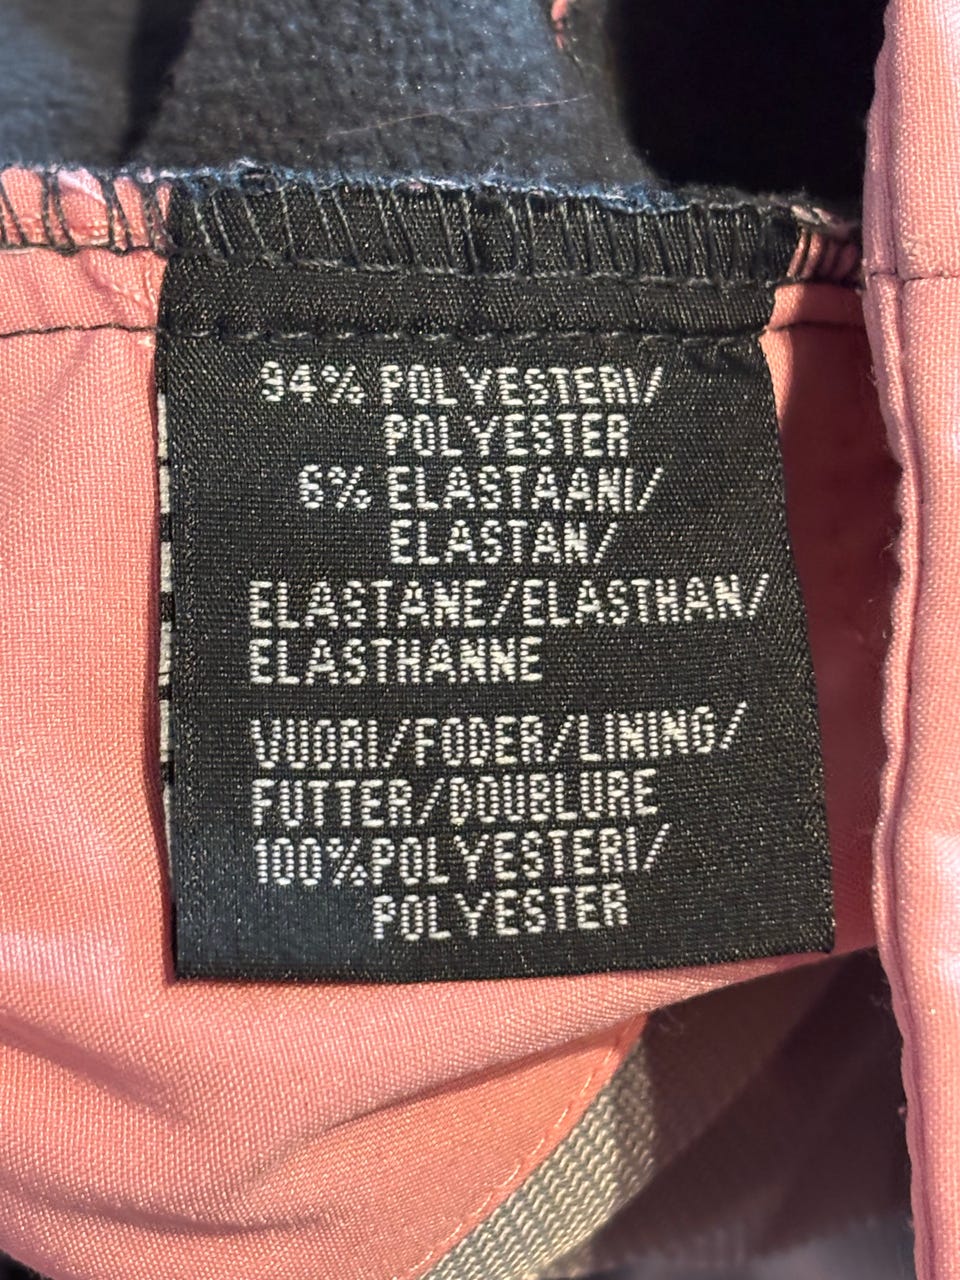 94% POLYESTERI/
POLYESTER
6% ELASTAANI/
ELASTAN/
ELASTANE/ELASTHAN/
ELASTHANNE
VUORI/FODER/LINING/
FUTTER/DOUBLURE
100%POLYESTERI/
POLYESTER